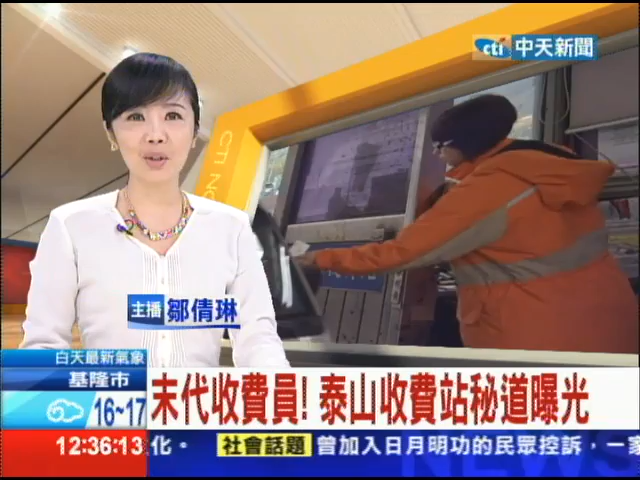 cti 中天新聞
CTI N
主播 鄒倩琳
白天最新氣象
基隆市
16~17
末代收費員! 泰山收費站秘道曝光
12:36:13 化。 社會話題 曾加入日月明功的民眾控訴，一家
NEWS